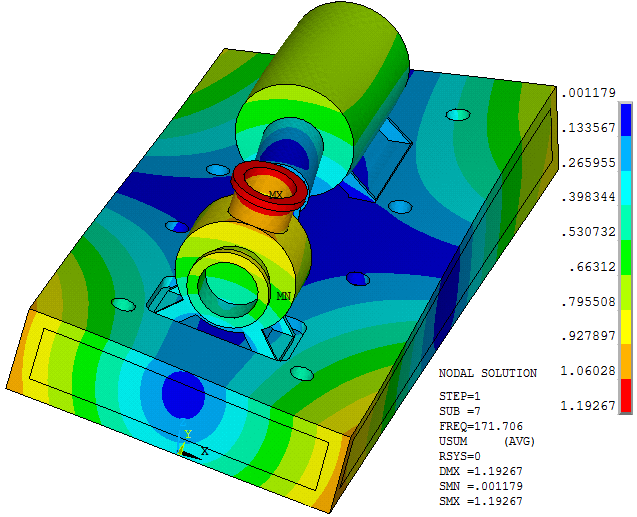 .001179
.133567
.265955
.398344
.530732
.66312
.795508
.927897
1.06028
1.19267
MX
MN
Y
X
NODAL SOLUTION
STEP=1
SUB =7
FREQ=171.706
USUM (AVG)
RSYS=0
DMX =1.19267
SMN =.001179
SMX =1.19267